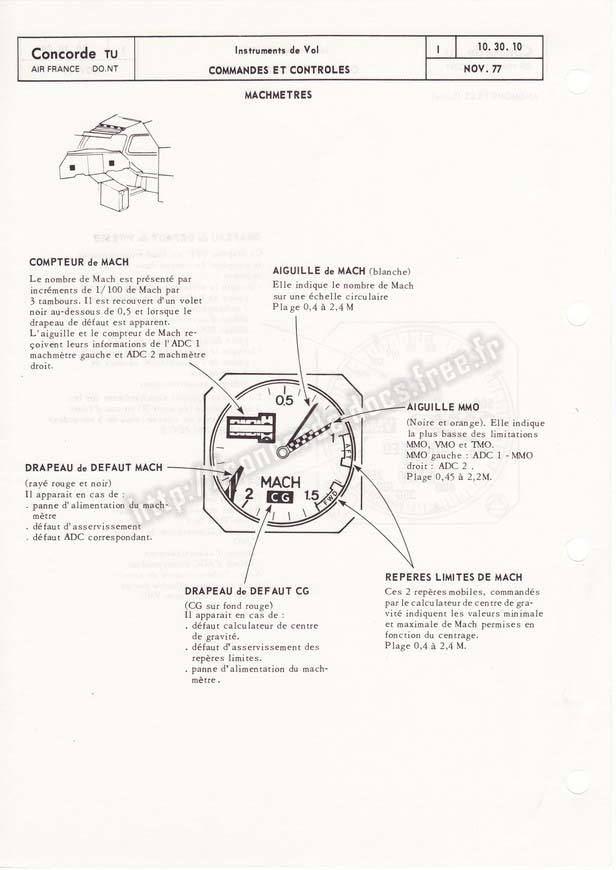 Concorde TU
AIR FRANCE DO.NT
Instruments de Vol
COMMANDES ET CONTROLES
I
10. 30. 10
NOV. 77
MACHMETRES
COMPTEUR de MACH
Le nombre de Mach est présenté par
incréments de 1/100 de Mach par
3 tambours. Il est recouvert d'un volet
noir au-dessous de 0,5 et lorsque le
drapeau de défaut est apparent.
L'aiguille et le compteur de Mach re-
çoivent leurs informations de l'ADC 1
machmètre gauche et ADC 2 machmètre
droit.
AIGUILLE de MACH (blanche)
Elle indique le nombre de Mach
sur une échelle circulaire
Plage 0,4 à 2,4 M
AIGUILLE MMO
(Noire et orange). Elle indique
la plus basse des limitations
MMO, VMO et TMO.
MMO gauche : ADC 1 - MMO
droit : ADC 2 .
Plage 0,45 à 2,2M.
0.5
1
AFT
MACH
CG
1.5
FWD
2
DRAPEAU de DEFAUT MACH
(rayé rouge et noir)
Il apparait en cas de :
. panne d'alimentation du mach-
mètre
. défaut d'asservissement
. défaut ADC correspondant.
DRAPEAU de DEFAUT CG
(CG sur fond rouge)
Il apparait en cas de :
. défaut calculateur de centre
de gravité.
. défaut d'asservissement des
repères limites.
. panne d'alimentation du mach-
mètre.
REPERES LIMITES DE MACH
Ces 2 repères mobiles, commandés
par le calculateur de centre de gra-
vité indiquent les valeurs minimale
et maximale de Mach permises en
fonction du centrage.
Plage 0,4 à 2,4 M.